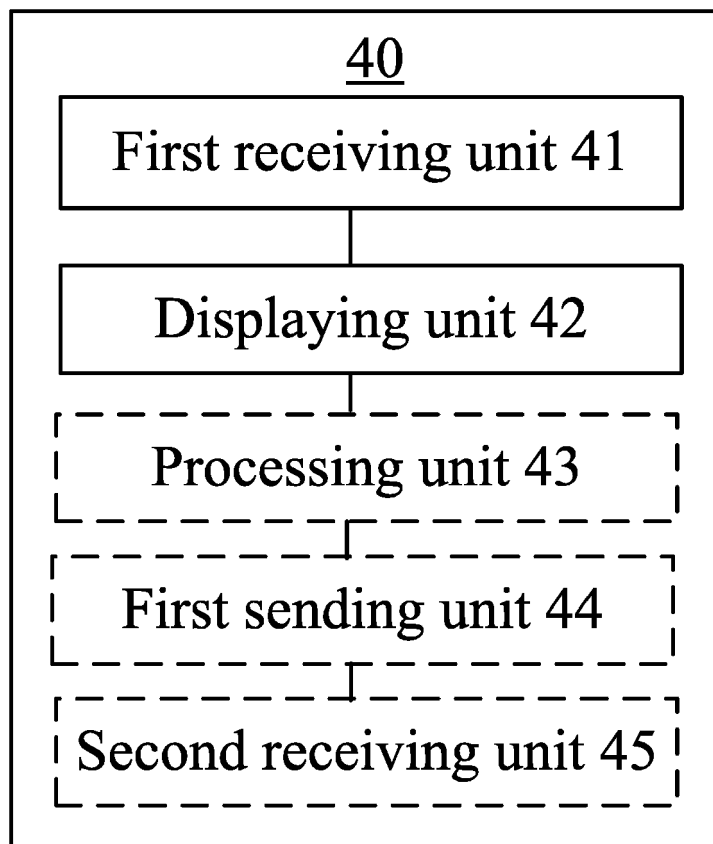 40
First receiving unit 41
Displaying unit 42
Processing unit 43
First sending unit 44
Second receiving unit 45